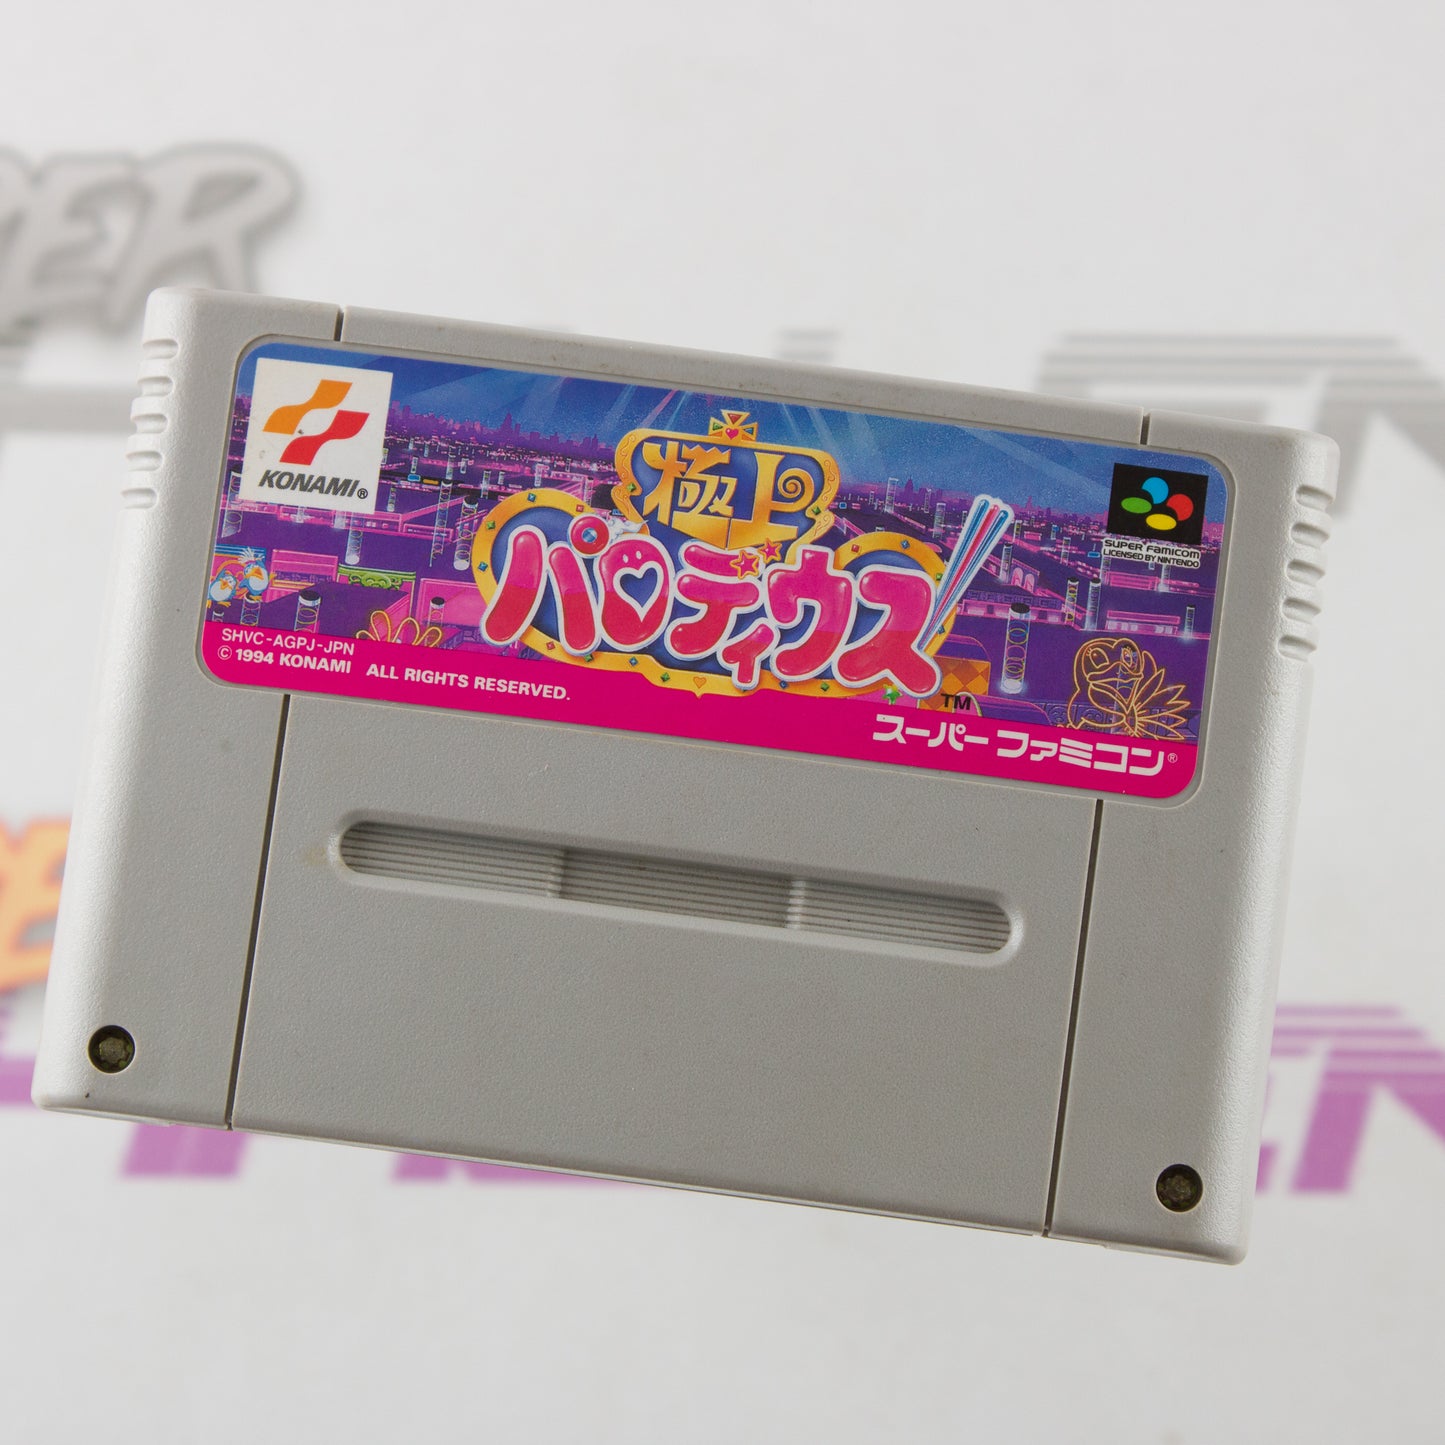 KONAMI®
極上
パロディウス
TM
SUPER FAMICOM
LICENSED BY NINTENDO
SHVC-AGPJ-JPN
© 1994 KONAMI ALL RIGHTS RESERVED.
スーパーファミコン®